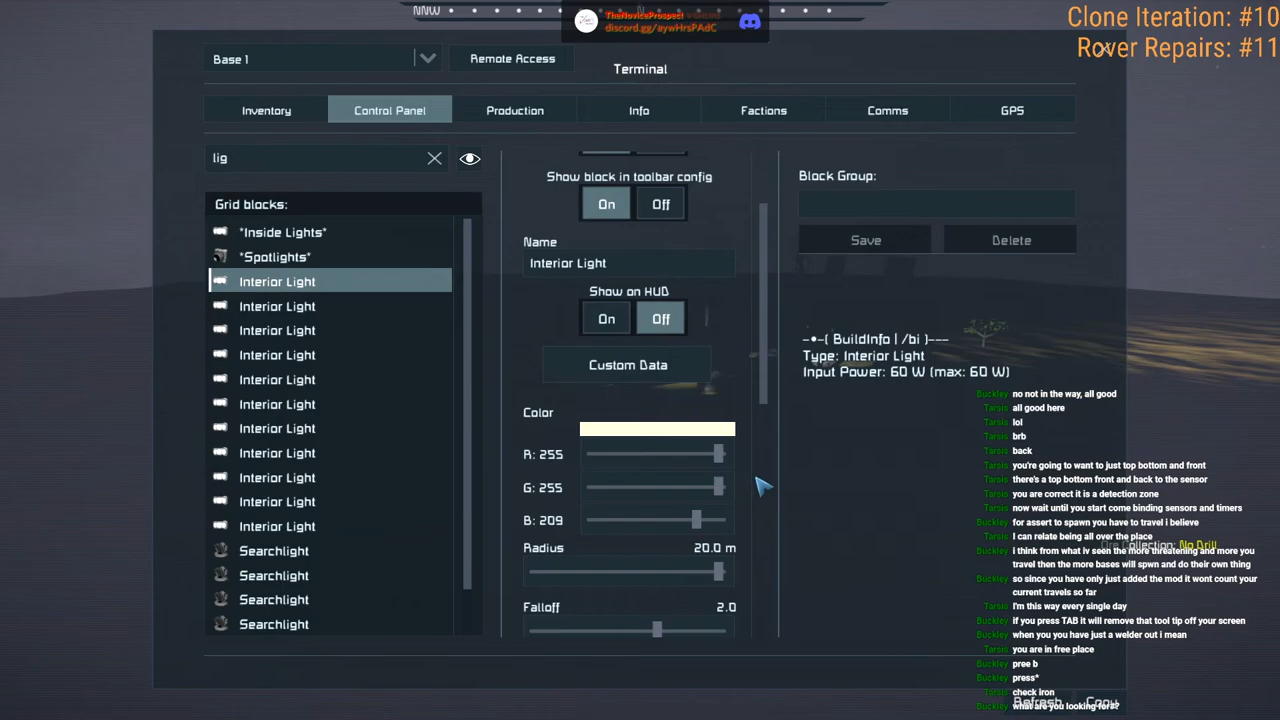 NNW
TheNoviceProspect
discord.gg/aywHrsPAdC
Clone Iteration: #10
Rover Repairs: #11
Base 1
Remote Access
Terminal
Inventory
Control Panel
Production
Info
Factions
Comms
GPS
lig
Grid blocks:
*Inside Lights*
*Spotlights*
Interior Light
Interior Light
Interior Light
Interior Light
Interior Light
Interior Light
Interior Light
Interior Light
Interior Light
Interior Light
Interior Light
Searchlight
Searchlight
Searchlight
Searchlight
Show block in toolbar config
On
Off
Name
Interior Light
Show on HUD
On
Off
Custom Data
Color
R: 255
G: 255
B: 209
Radius 20.0 m
Falloff 2.0
Block Group:
Save
Delete
-•-( BuildInfo | /bi )---
Type: Interior Light
Input Power: 60 W (max: 60 W)
Buckley no not in the way, all good
Tarsis all good here
Tarsis lol
Tarsis brb
Tarsis back
Tarsis you're going to want to just top bottom and front
Tarsis there's a top bottom front and back to the sensor
Tarsis you are correct it is a detection zone
Tarsis now wait until you start come binding sensors and timers
Buckley for assert to spawn you have to travel i believe
Tarsis I can relate being all over the place
Ore Collection: No Drill
Buckley i think from what iv seen the more threatening and more you
travel then the more bases will spwn and do their own thing
Buckley so since you have only just added the mod it wont count your
current travels so far
Tarsis I'm this way every single day
Buckley if you press TAB it will remove that tool tip off your screen
Buckley when you you have just a welder out i mean
Tarsis you are in free place
Buckley pree b
Buckley press*
Tarsis check iron
Buckley what are you looking for?
Refresh
Copy